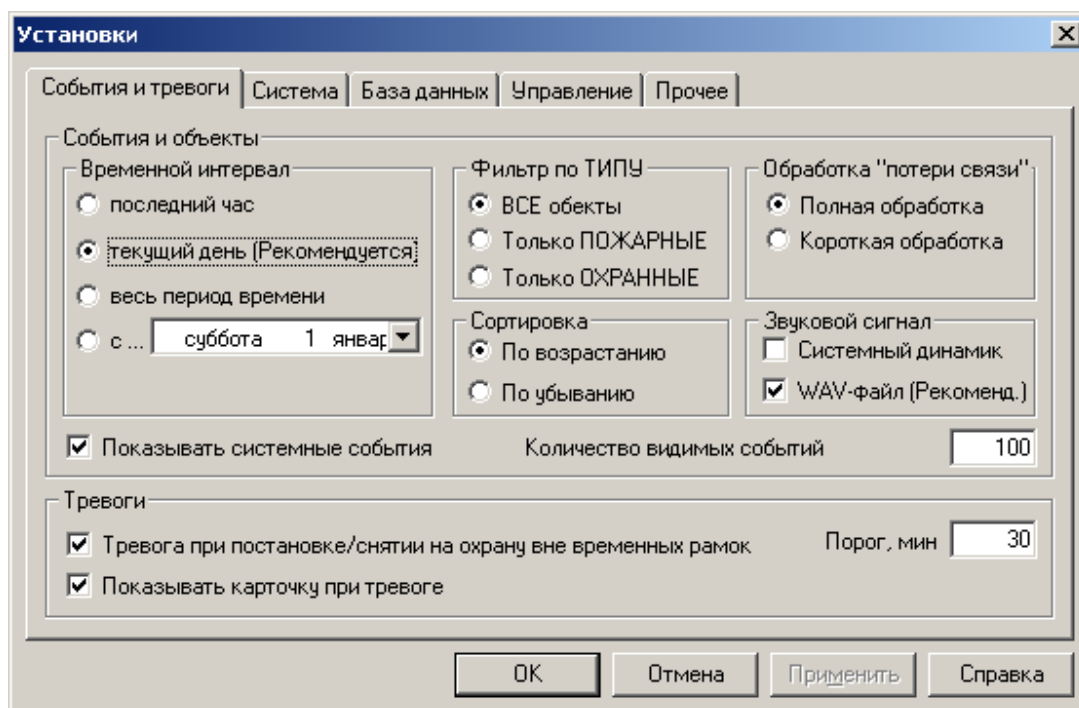 Установки
События и тревоги Система База данных Управление Прочее
События и объекты
Временной интервал
последний час
текущий день (Рекомендуется)
весь период времени
с ... суббота 1 январ
Фильтр по ТИПУ
ВСЕ обекты
Только ПОЖАРНЫЕ
Только ОХРАННЫЕ
Обработка "потери связи"
Полная обработка
Короткая обработка
Сортировка
По возрастанию
По убыванию
Звуковой сигнал
Системный динамик
WAV-файл (Рекоменд.)
Показывать системные события Количество видимых событий 100
Тревоги
Тревога при постановке/снятии на охрану вне временных рамок Порог, мин 30
Показывать карточку при тревоге
OK Отмена Применить Справка